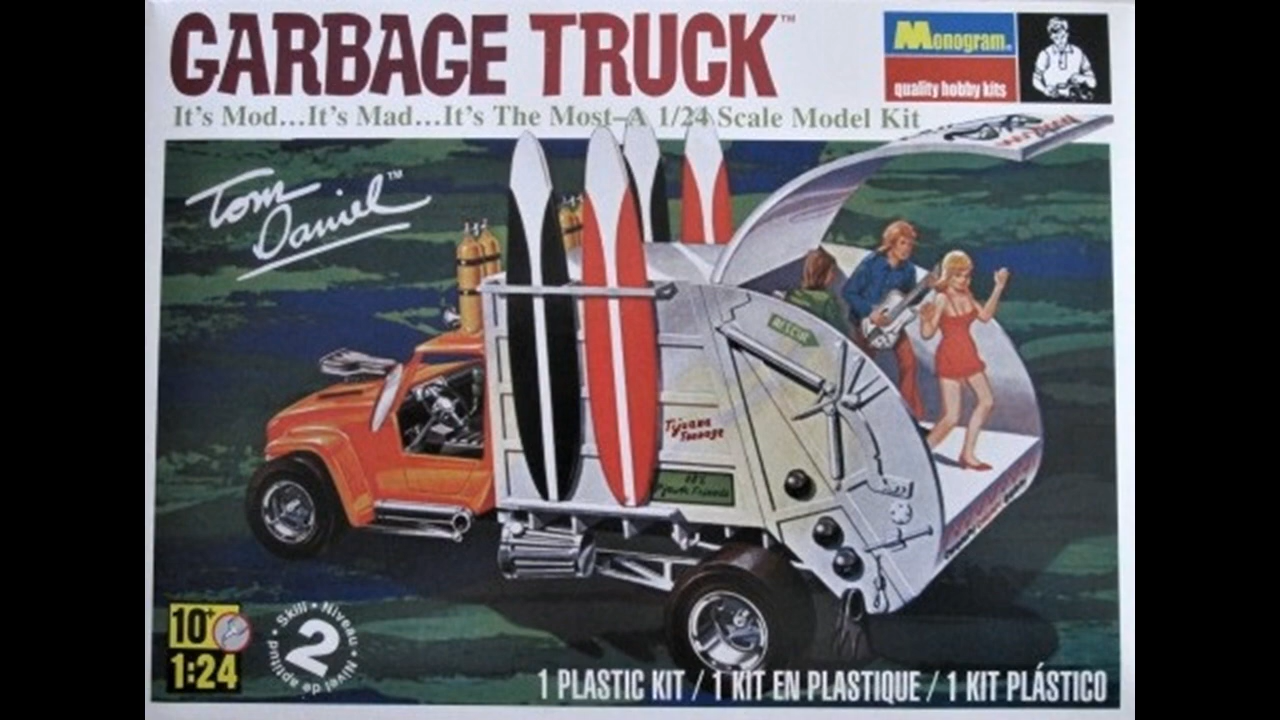 GARBAGE TRUCK™
Monogram®
quality hobby kits
It's Mod...It's Mad...It's The Most–A 1/24 Scale Model Kit
Tom
Daniel™
RESCUE
Tijuana
10+
1:24
Skill • Niveau • Nivel de aptitud •
2
1 PLASTIC KIT / 1 KIT EN PLASTIQUE / 1 KIT PLÁSTICO